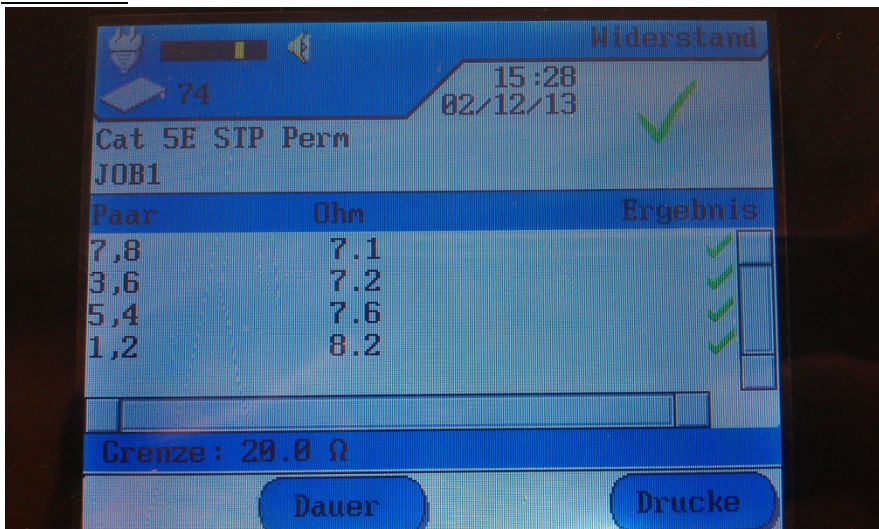 Widerstand
15:28
74
02/12/13
Cat 5E STP Perm
JOB1
Paar Ohm Ergebnis
7,8 7.1
3,6 7.2
5,4 7.6
1,2 8.2
Grenze: 20.0 Ω
Dauer Drucke